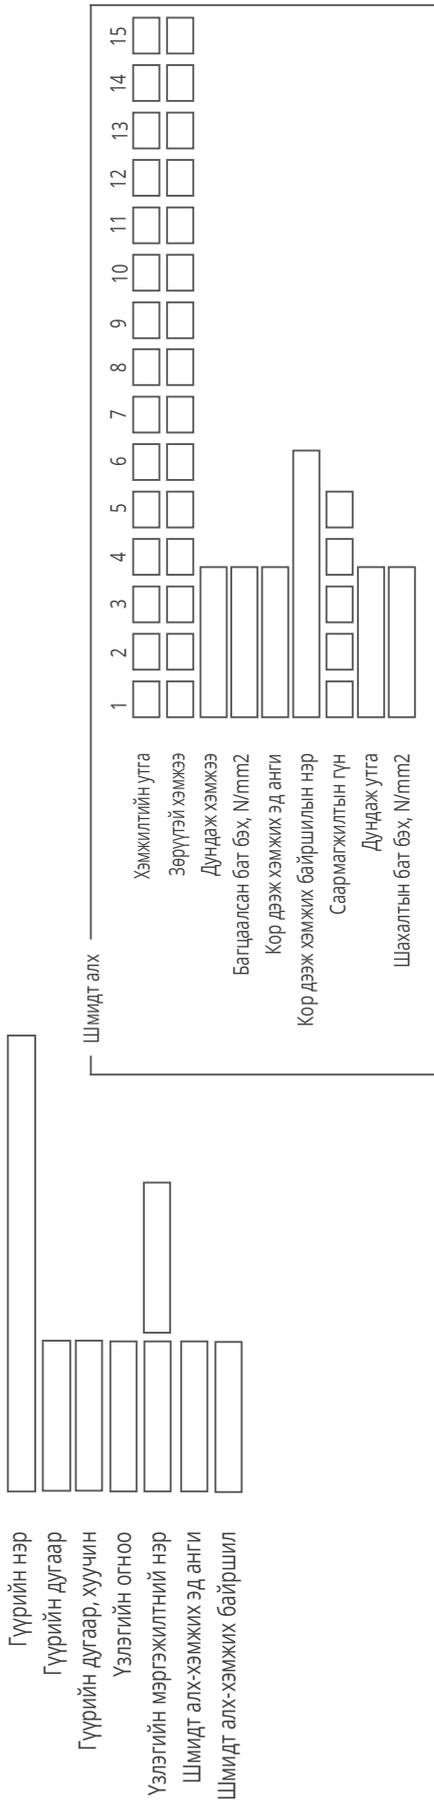 Гүүрийн нэр
Гүүрийн дугаар
Гүүрийн дугаар, хуучин
Үзлэгийн огноо
Үзлэгийн мэргэжилтний нэр
Шмидт алх-хэмжих эд анги
Шмидт алх-хэмжих байршил
Шмидт алх
1 2 3 4 5 6 7 8 9 10 11 12 13 14 15
Хэмжилтийн утга
Зөрүүтэй хэмжээ
Дундаж хэмжээ
Багцаалсан бат бэх, N/mm2
Кор дээж хэмжих эд анги
Кор дээж хэмжих байршилын нэр
Саармагжилтын гүн
Дундаж утга
Шахалтын бат бэх, N/mm2